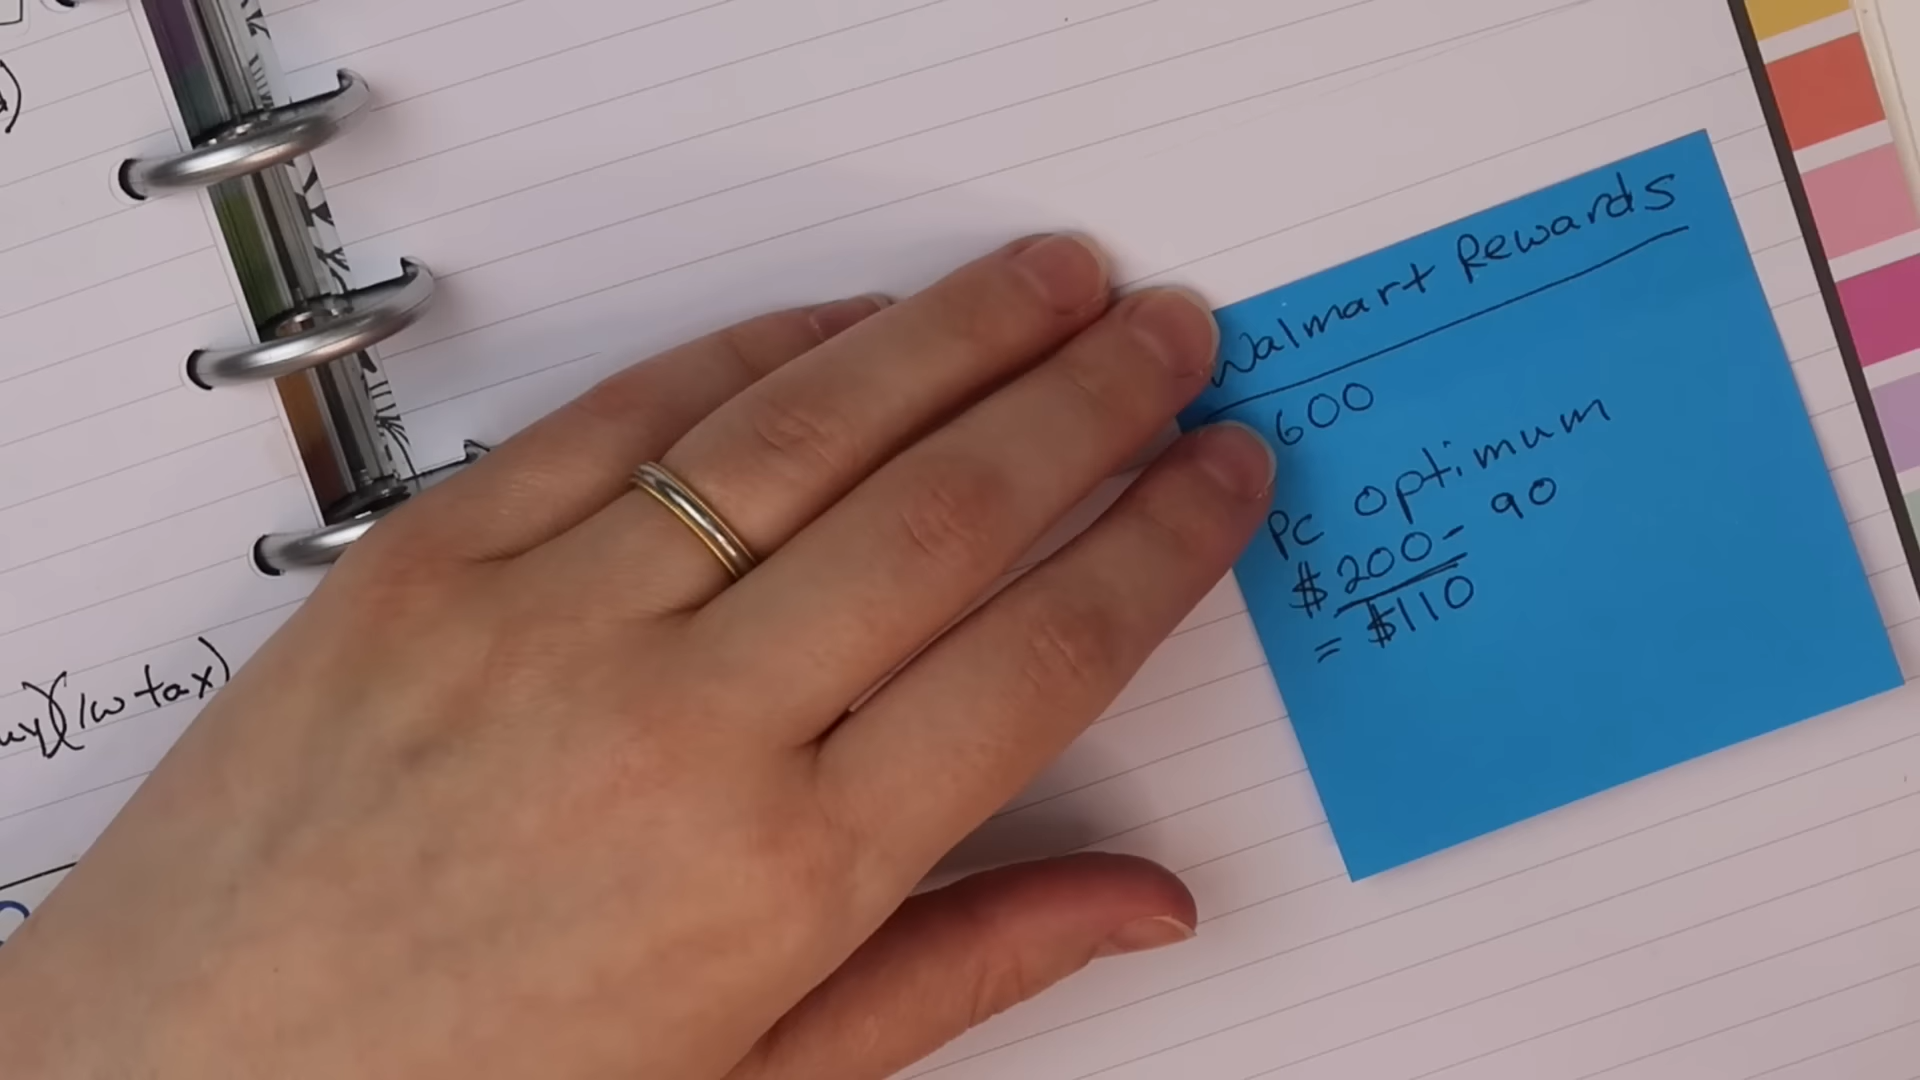 (w tax)
Walmart Rewards
600
PC optimum
$200- 90
= $110